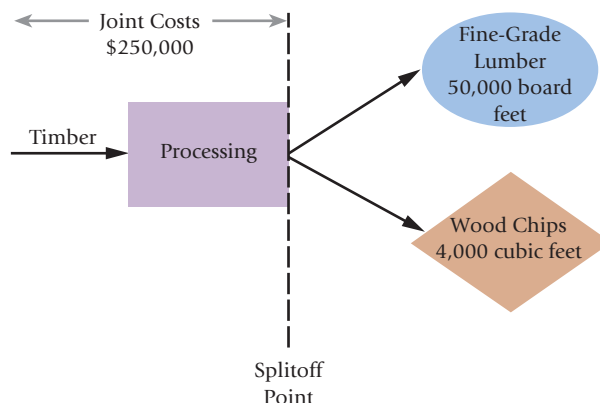 Joint Costs
$250,000
Fine-Grade
Lumber
50,000 board
feet
Timber
Processing
Wood Chips
4,000 cubic feet
Splitoff
Point